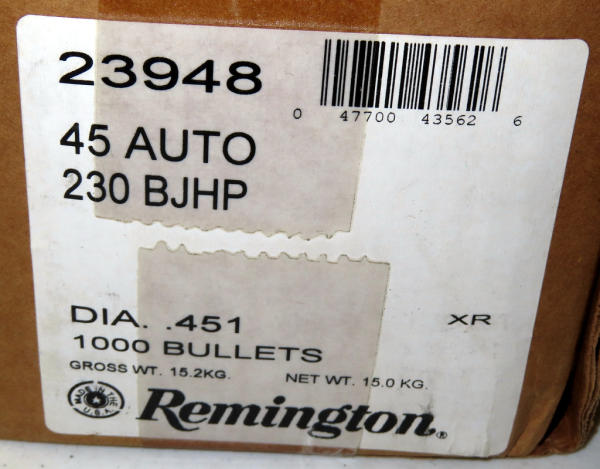 23948
0 47700 43562 6
45 AUTO
230 BJHP
DIA. .451
XR
1000 BULLETS
GROSS WT. 15.2KG. NET WT. 15.0 KG.
MADE IN THE U.S.A.
Remington®